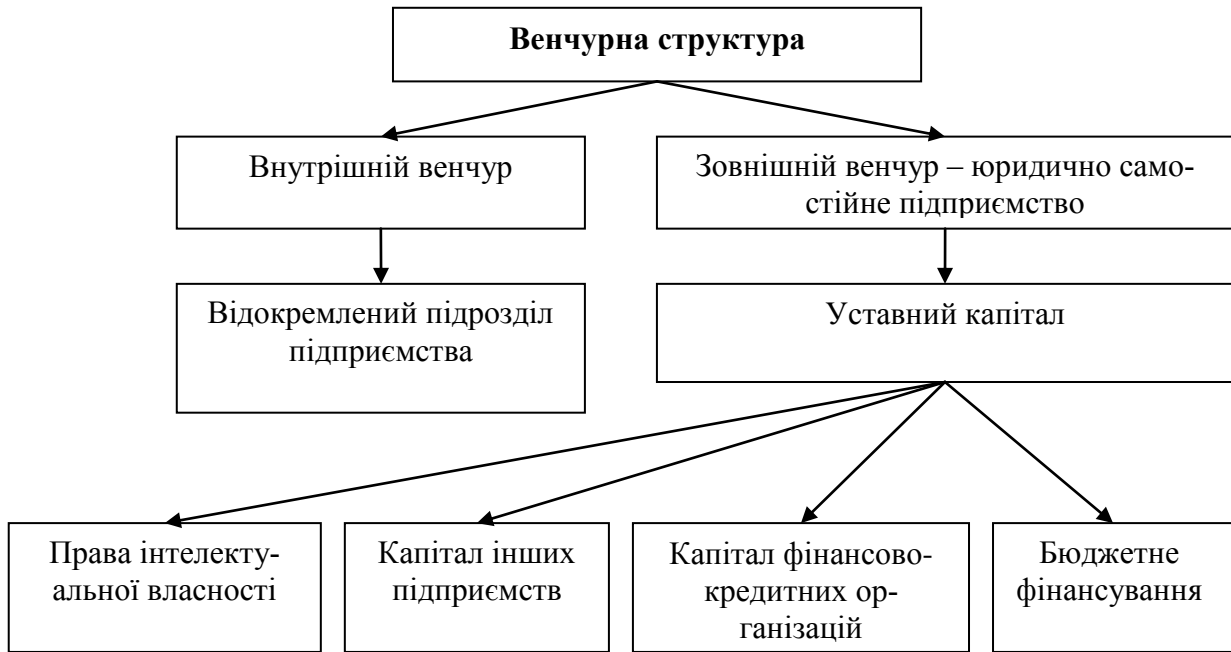 Венчурна структура
Внутрішній венчур
Зовнішній венчур – юридично само-
стійне підприємство
Відокремлений підрозділ
підприємства
Уставний капітал
Права інтелекту-
альної власності
Капітал інших
підприємств
Капітал фінансово-
кредитних ор-
ганізацій
Бюджетне
фінансування